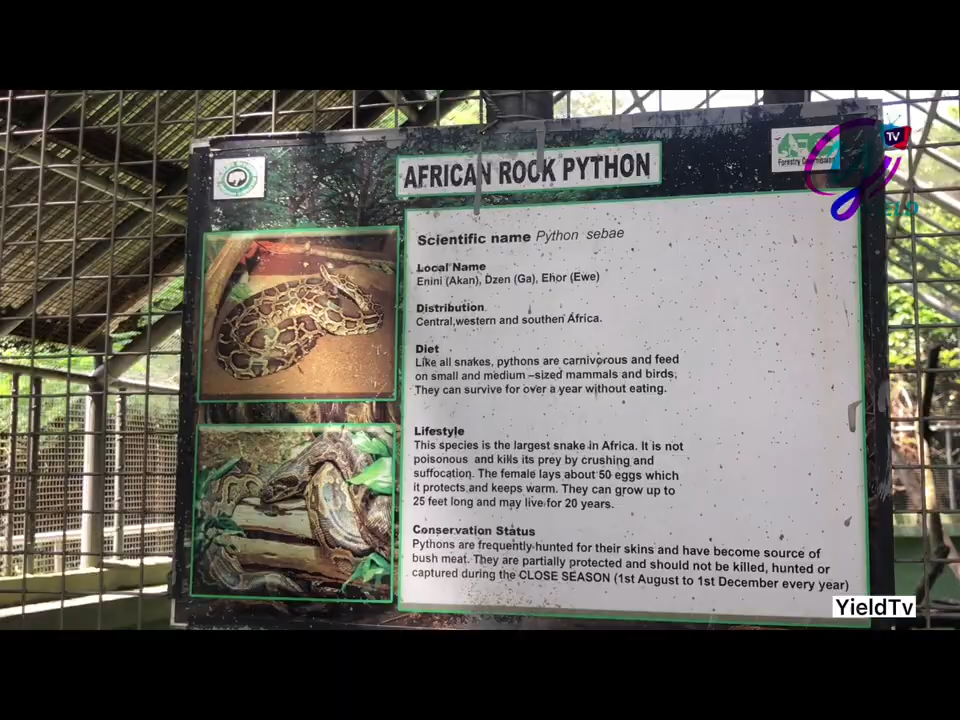 AFRICAN ROCK PYTHON
Forestry Commission
TV
Scientific name Python sebae
Local Name
Enini (Akan), Dzen (Ga), Ehor (Ewe)
Distribution
Central,western and southen Africa.
Diet
Like all snakes, pythons are carnivorous and feed
on small and medium –sized mammals and birds.
They can survive for over a year without eating.
Lifestyle
This species is the largest snake in Africa. It is not
poisonous and kills its prey by crushing and
suffocation. The female lays about 50 eggs which
it protects and keeps warm. They can grow up to
25 feet long and may live for 20 years.
Conservation Status
Pythons are frequently hunted for their skins and have become source of
bush meat. They are partially protected and should not be killed, hunted or
captured during the CLOSE SEASON (1st August to 1st December every year)
YieldTv